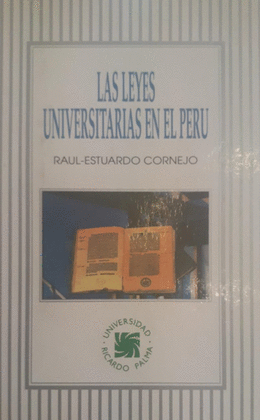 LAS LEYES
UNIVERSITARIAS EN EL PERU
RAUL-ESTUARDO CORNEJO
UNIVERSIDAD
RICARDO PALMA